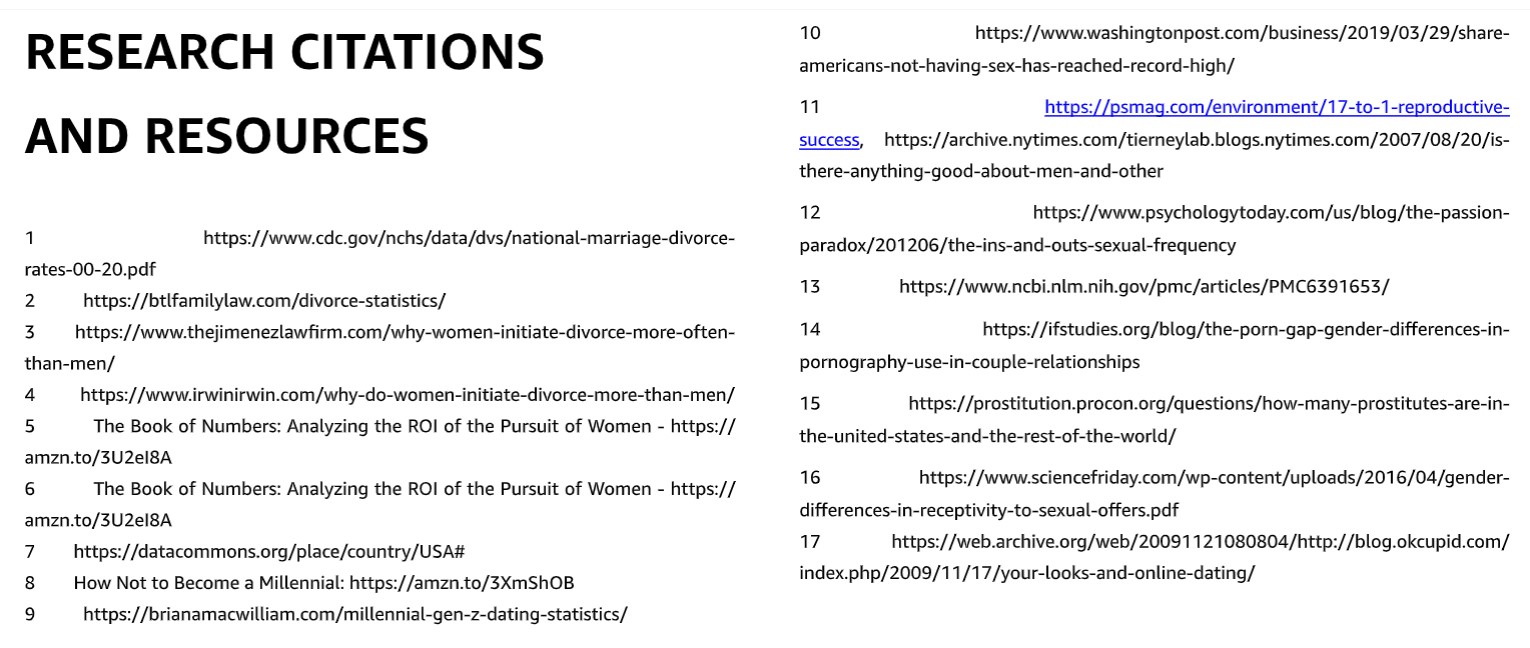 RESEARCH CITATIONS
AND RESOURCES
1 https://www.cdc.gov/nchs/data/dvs/national-marriage-divorce-
rates-00-20.pdf
2 https://btlfamilylaw.com/divorce-statistics/
3 https://www.thejimenezlawfirm.com/why-women-initiate-divorce-more-often-
than-men/
4 https://www.irwinirwin.com/why-do-women-initiate-divorce-more-than-men/
5 The Book of Numbers: Analyzing the ROI of the Pursuit of Women - https://
amzn.to/3U2eI8A
6 The Book of Numbers: Analyzing the ROI of the Pursuit of Women - https://
amzn.to/3U2eI8A
7 https://datacommons.org/place/country/USA#
8 How Not to Become a Millennial: https://amzn.to/3XmShOB
9 https://brianamacwilliam.com/millennial-gen-z-dating-statistics/
10 https://www.washingtonpost.com/business/2019/03/29/share-
americans-not-having-sex-has-reached-record-high/
11 https://psmag.com/environment/17-to-1-reproductive-
success, https://archive.nytimes.com/tierneylab.blogs.nytimes.com/2007/08/20/is-
there-anything-good-about-men-and-other
12 https://www.psychologytoday.com/us/blog/the-passion-
paradox/201206/the-ins-and-outs-sexual-frequency
13 https://www.ncbi.nlm.nih.gov/pmc/articles/PMC6391653/
14 https://ifstudies.org/blog/the-porn-gap-gender-differences-in-
pornography-use-in-couple-relationships
15 https://prostitution.procon.org/questions/how-many-prostitutes-are-in-
the-united-states-and-the-rest-of-the-world/
16 https://www.sciencefriday.com/wp-content/uploads/2016/04/gender-
differences-in-receptivity-to-sexual-offers.pdf
17 https://web.archive.org/web/20091121080804/http://blog.okcupid.com/
index.php/2009/11/17/your-looks-and-online-dating/